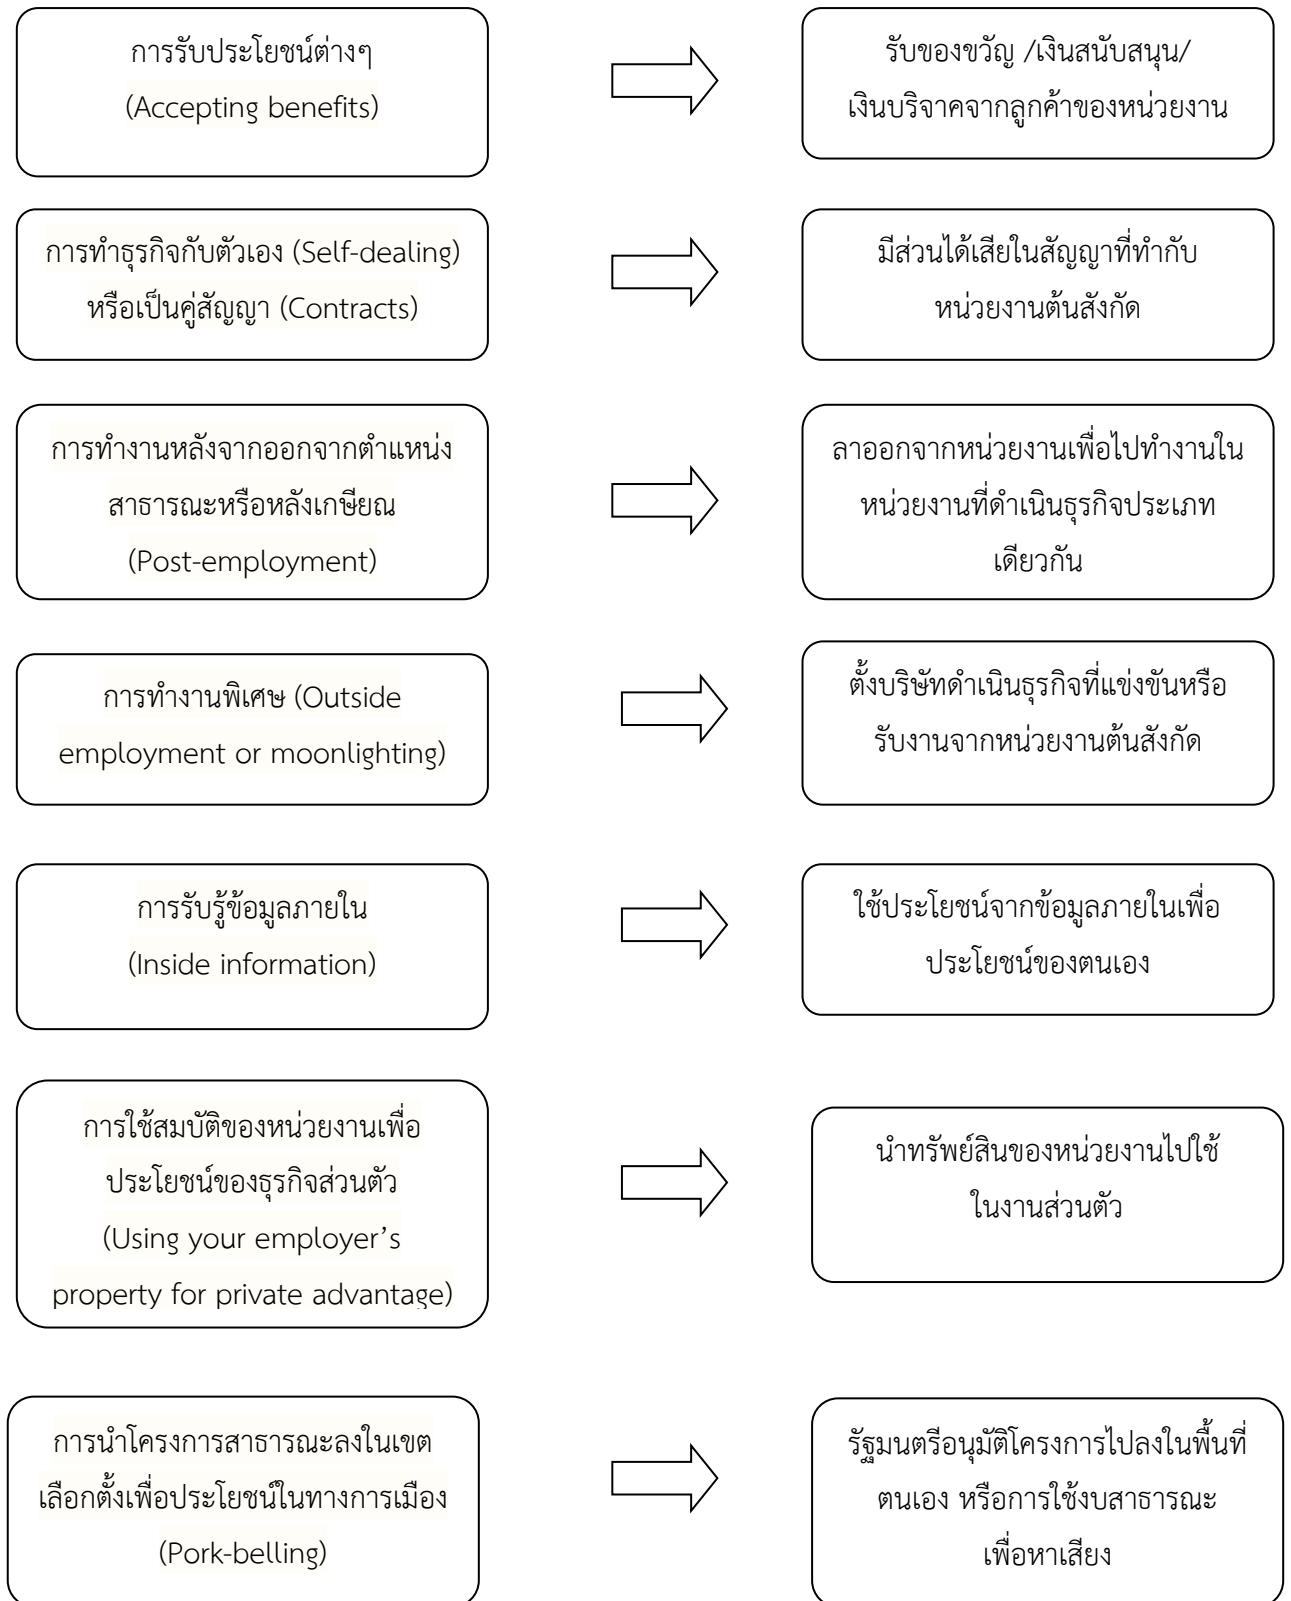 การรับประโยชน์ต่างๆ
(Accepting benefits)
รับของขวัญ /เงินสนับสนุน/
เงินบริจาคจากลูกค้าของหน่วยงาน
การทำธุรกิจกับตัวเอง (Self-dealing)
หรือเป็นคู่สัญญา (Contracts)
มีส่วนได้เสียในสัญญาที่ทำกับ
หน่วยงานต้นสังกัด
การทำงานหลังจากออกจากตำแหน่ง
สาธารณะหรือหลังเกษียณ
(Post-employment)
ลาออกจากหน่วยงานเพื่อไปทำงานใน
หน่วยงานที่ดำเนินธุรกิจประเภท
เดียวกัน
การทำงานพิเศษ (Outside
employment or moonlighting)
ตั้งบริษัทดำเนินธุรกิจที่แข่งขันหรือ
รับงานจากหน่วยงานต้นสังกัด
การรับรู้ข้อมูลภายใน
(Inside information)
ใช้ประโยชน์จากข้อมูลภายในเพื่อ
ประโยชน์ของตนเอง
การใช้สมบัติของหน่วยงานเพื่อ
ประโยชน์ของธุรกิจส่วนตัว
(Using your employer’s
property for private advantage)
นำทรัพย์สินของหน่วยงานไปใช้
ในงานส่วนตัว
การนำโครงการสาธารณะลงในเขต
เลือกตั้งเพื่อประโยชน์ในทางการเมือง
(Pork-belling)
รัฐมนตรีอนุมัติโครงการไปลงในพื้นที่
ตนเอง หรือการใช้งบสาธารณะ
เพื่อหาเสียง